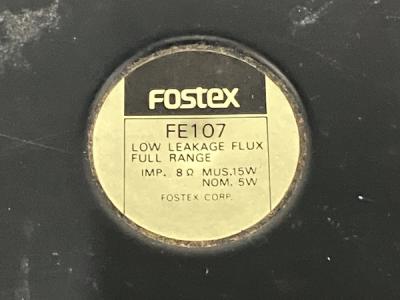 Fostex
FE107
LOW LEAKAGE FLUX
FULL RANGE
IMP. 8Ω MUS.15W
NOM. 5W
FOSTEX CORP.